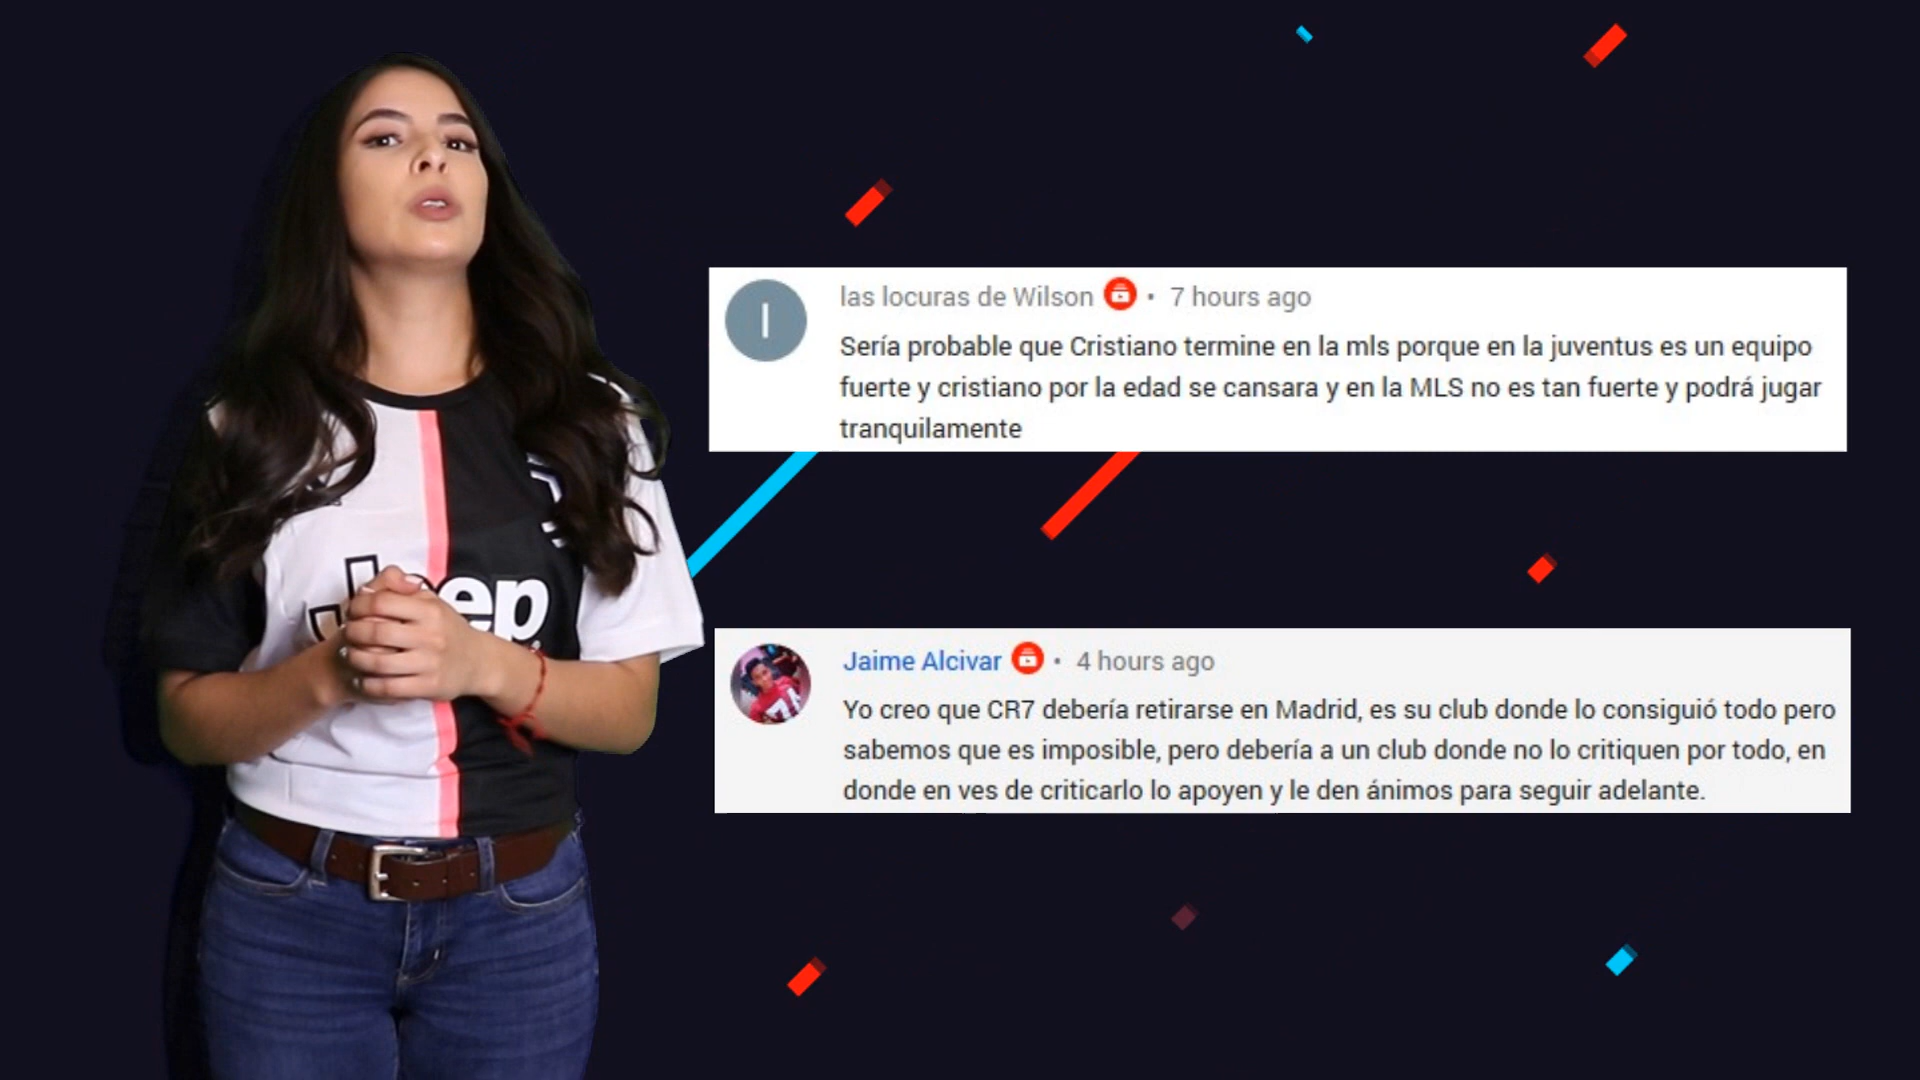 las locuras de Wilson • 7 hours ago
Sería probable que Cristiano termine en la mls porque en la juventus es un equipo
fuerte y cristiano por la edad se cansara y en la MLS no es tan fuerte y podrá jugar
tranquilamente
Jeep
Jaime Alcivar • 4 hours ago
Yo creo que CR7 debería retirarse en Madrid, es su club donde lo consiguió todo pero
sabemos que es imposible, pero debería a un club donde no lo critiquen por todo, en
donde en ves de criticarlo lo apoyen y le den ánimos para seguir adelante.